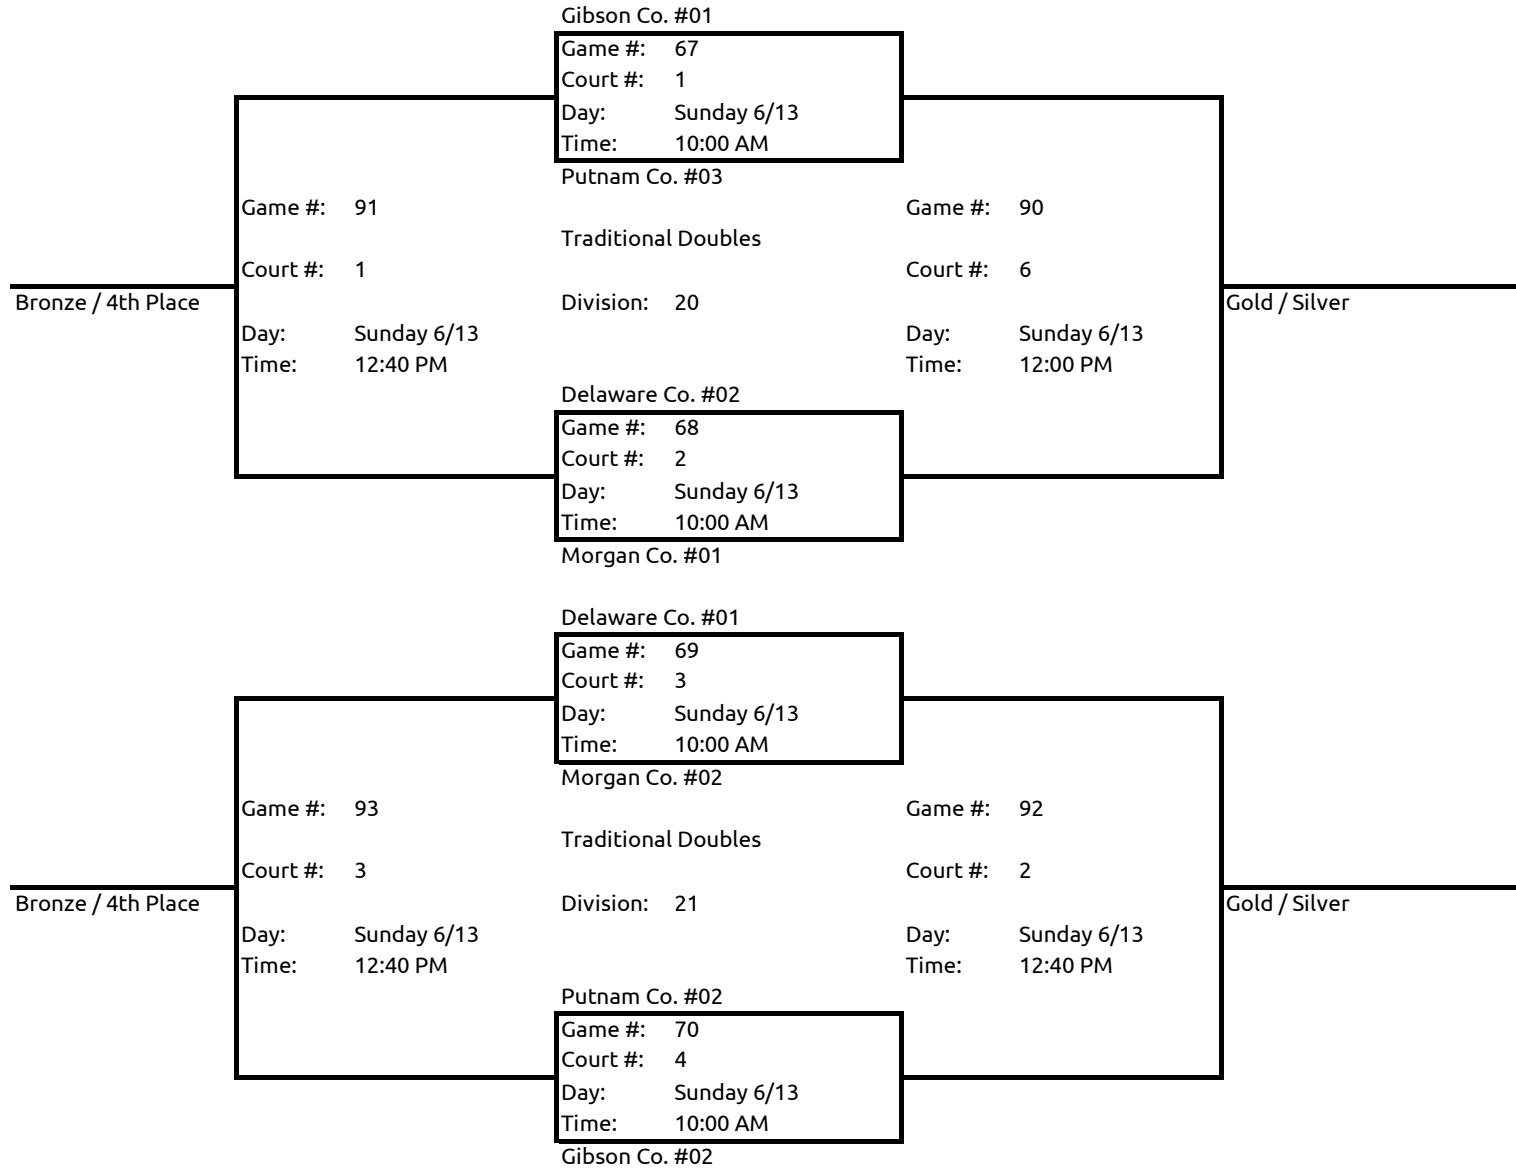 Gibson Co. #01
Game #: 67
Court #: 1
Day: Sunday 6/13
Time: 10:00 AM
Putnam Co. #03
Game #: 91
Game #: 90
Traditional Doubles
Court #: 1
Court #: 6
Bronze / 4th Place
Division: 20
Gold / Silver
Day: Sunday 6/13
Day: Sunday 6/13
Time: 12:40 PM
Time: 12:00 PM
Delaware Co. #02
Game #: 68
Court #: 2
Day: Sunday 6/13
Time: 10:00 AM
Morgan Co. #01
Delaware Co. #01
Game #: 69
Court #: 3
Day: Sunday 6/13
Time: 10:00 AM
Morgan Co. #02
Game #: 93
Game #: 92
Traditional Doubles
Court #: 3
Court #: 2
Bronze / 4th Place
Division: 21
Gold / Silver
Day: Sunday 6/13
Day: Sunday 6/13
Time: 12:40 PM
Time: 12:40 PM
Putnam Co. #02
Game #: 70
Court #: 4
Day: Sunday 6/13
Time: 10:00 AM
Gibson Co. #02